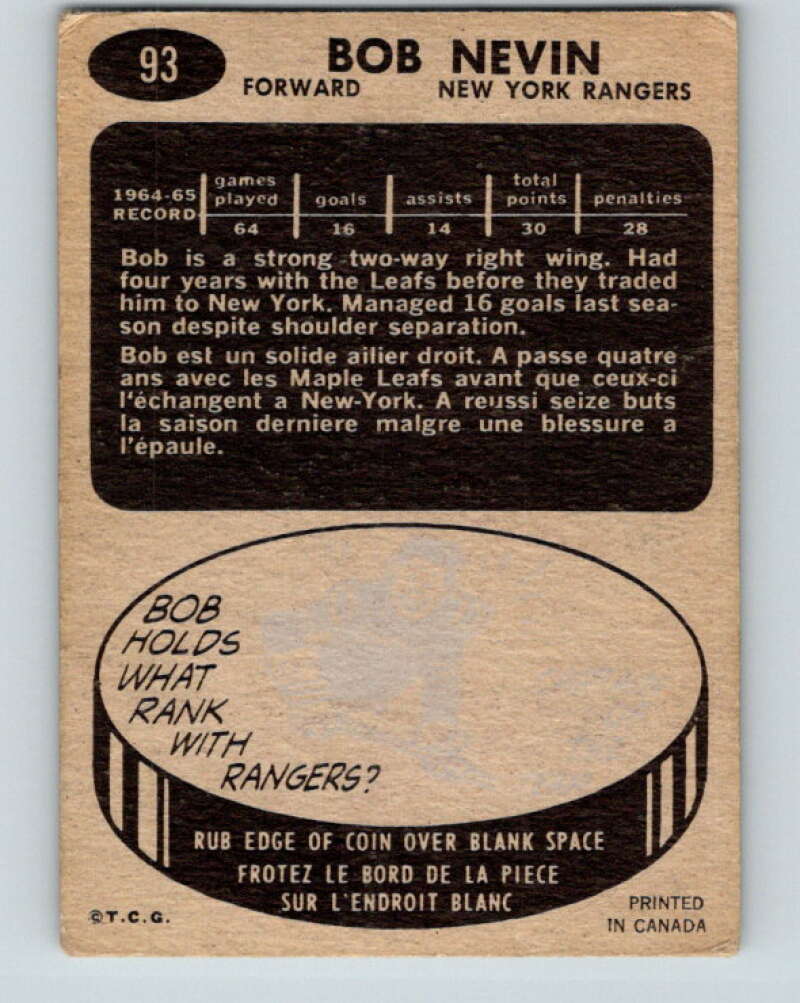 93
BOB NEVIN
FORWARD NEW YORK RANGERS
1964-65 RECORD
games played goals assists total points penalties
64 16 14 30 28
Bob is a strong two-way right wing. Had
four years with the Leafs before they traded
him to New York. Managed 16 goals last sea-
son despite shoulder separation.
Bob est un solide ailier droit. A passe quatre
ans avec les Maple Leafs avant que ceux-ci
l'échangent a New-York. A reussi seize buts
la saison derniere malgre une blessure a
l'épaule.
BOB
HOLDS
WHAT
RANK
WITH
RANGERS?
RUB EDGE OF COIN OVER BLANK SPACE
FROTEZ LE BORD DE LA PIECE
SUR L'ENDROIT BLANC
©T.C.G.
PRINTED
IN CANADA